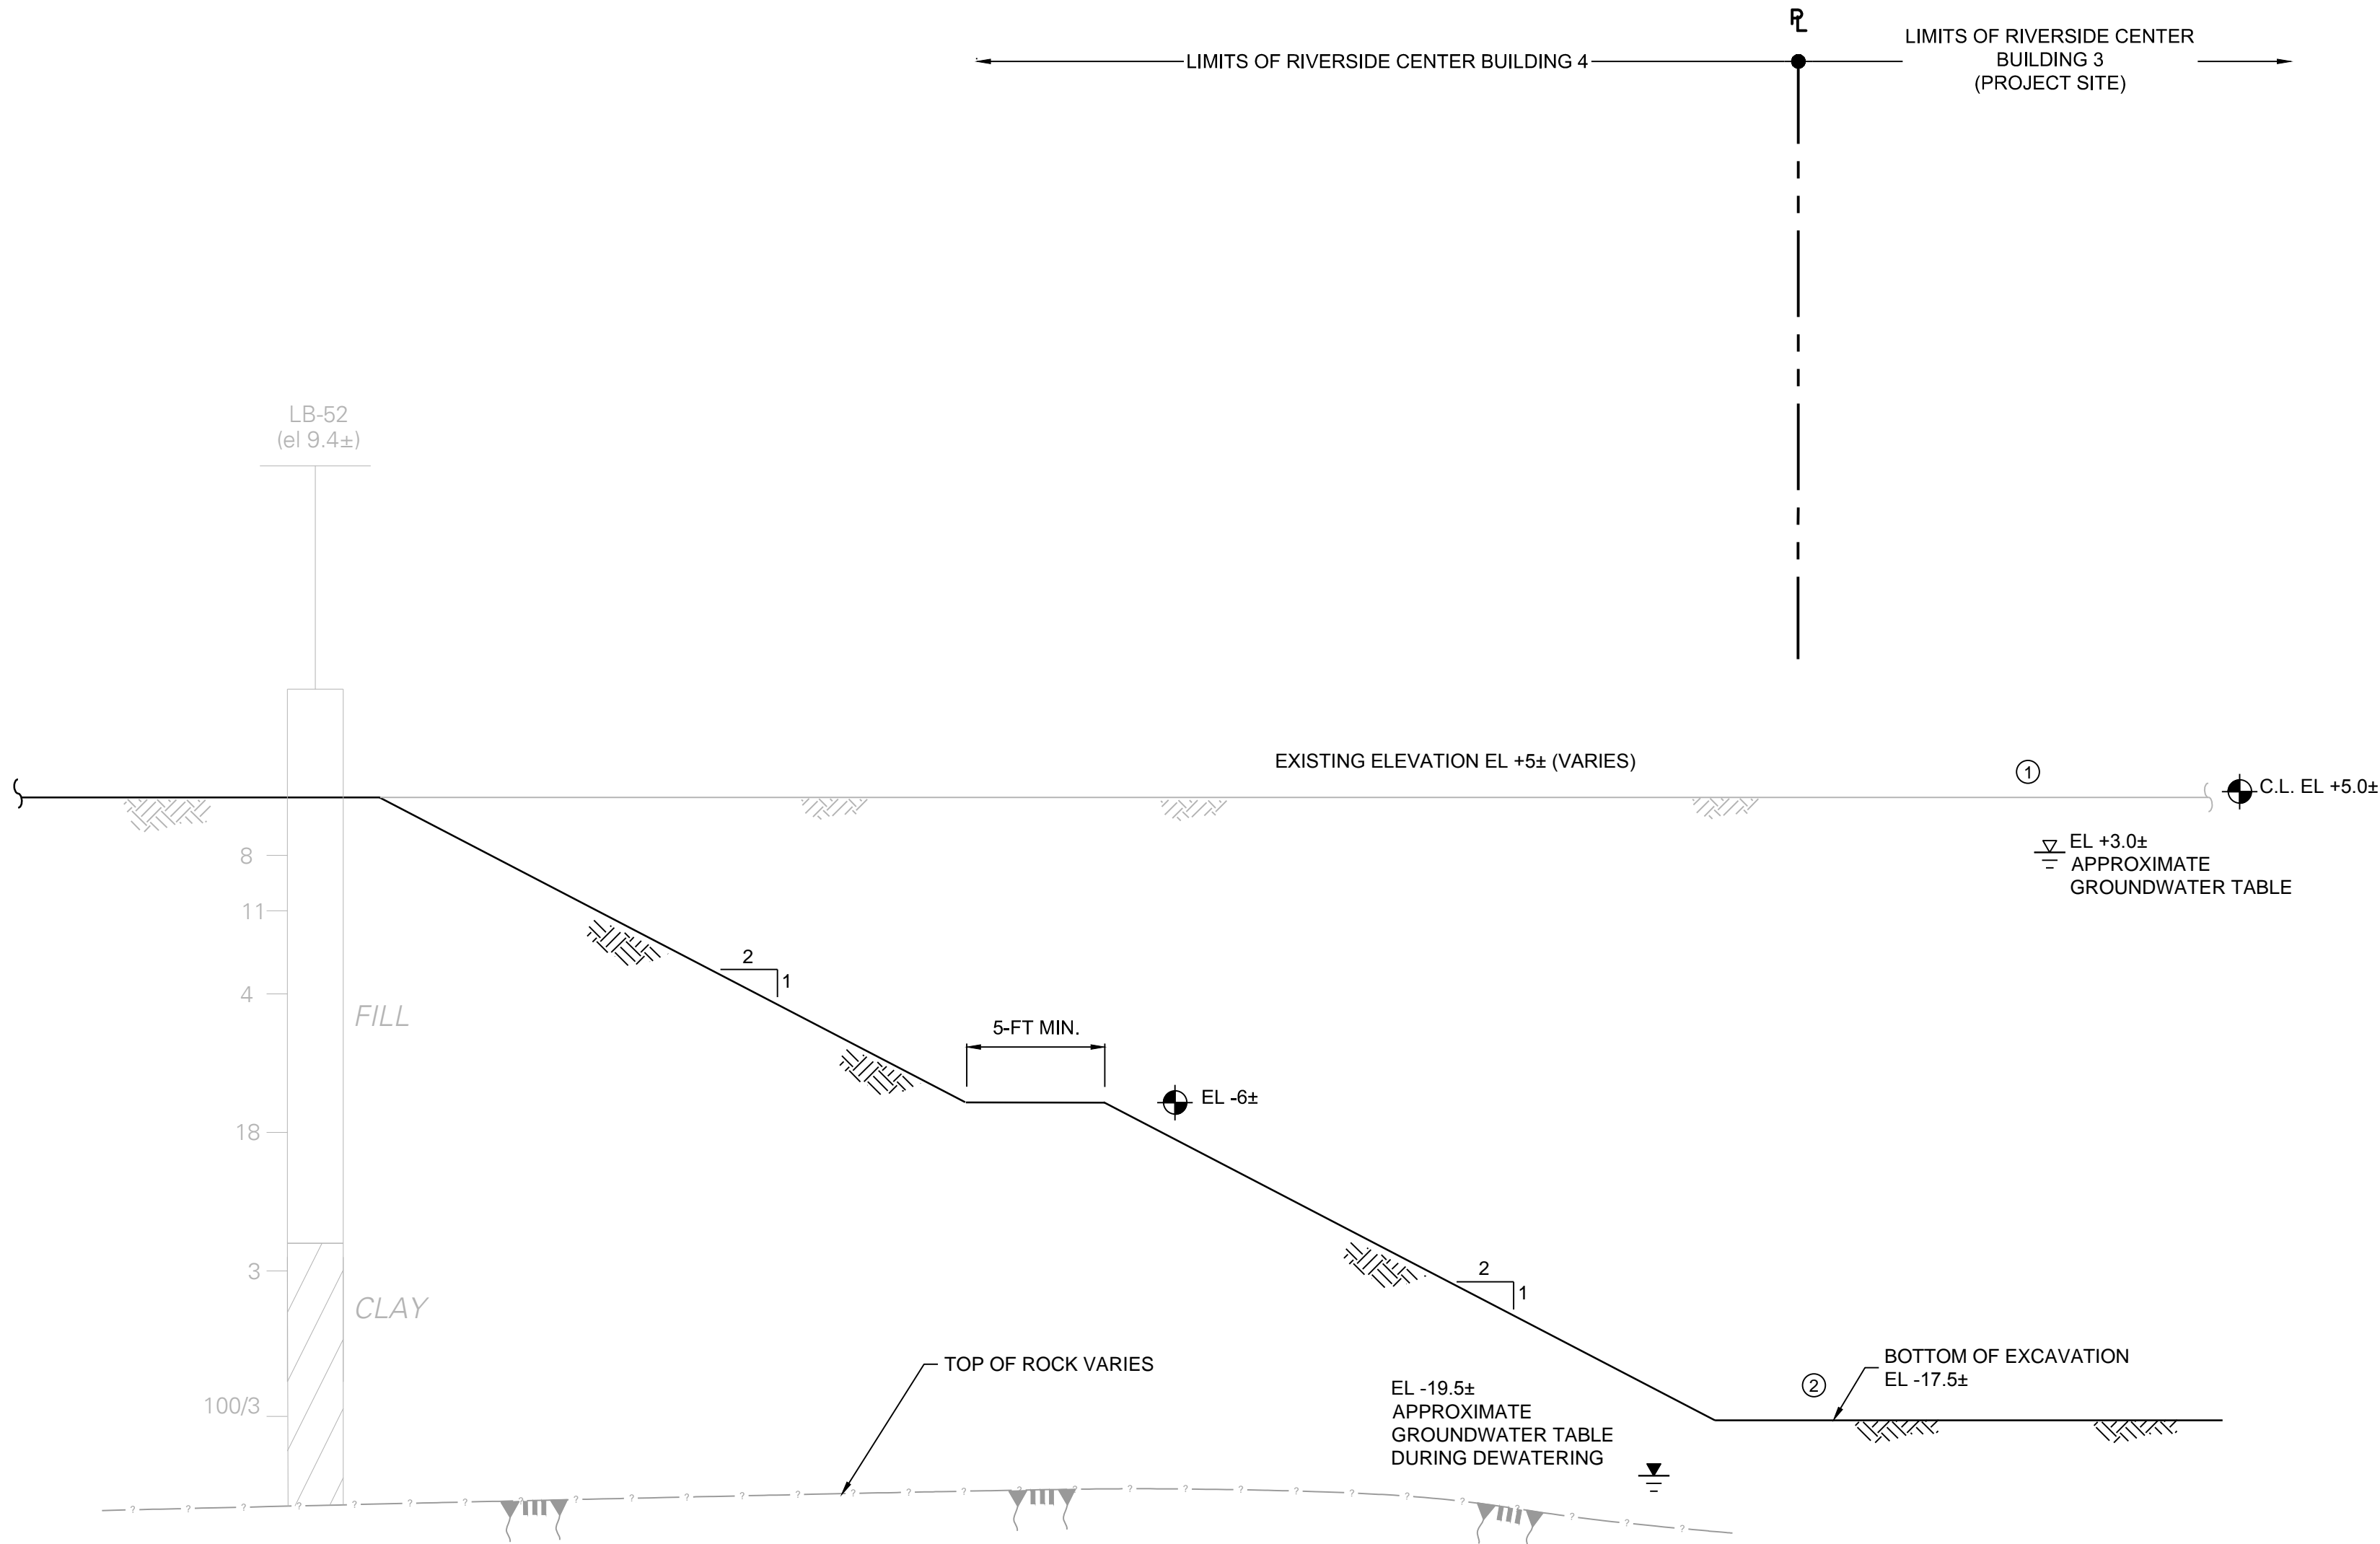 ℄
LIMITS OF RIVERSIDE CENTER BUILDING 4
LIMITS OF RIVERSIDE CENTER
BUILDING 3
(PROJECT SITE)
LB-52
(el 9.4±)
EXISTING ELEVATION EL +5± (VARIES)
1
C.L. EL +5.0±
EL +3.0±
APPROXIMATE
GROUNDWATER TABLE
8
11
4
18
3
100/3
FILL
CLAY
2
1
5-FT MIN.
EL -6±
2
1
TOP OF ROCK VARIES
EL -19.5±
APPROXIMATE
GROUNDWATER TABLE
DURING DEWATERING
2
BOTTOM OF EXCAVATION
EL -17.5±
? ? ? ? ? ? ? ? ? ? ? ? ? ? ? ? ? ? ? ? ? ? ? ? ? ? ? ? ?